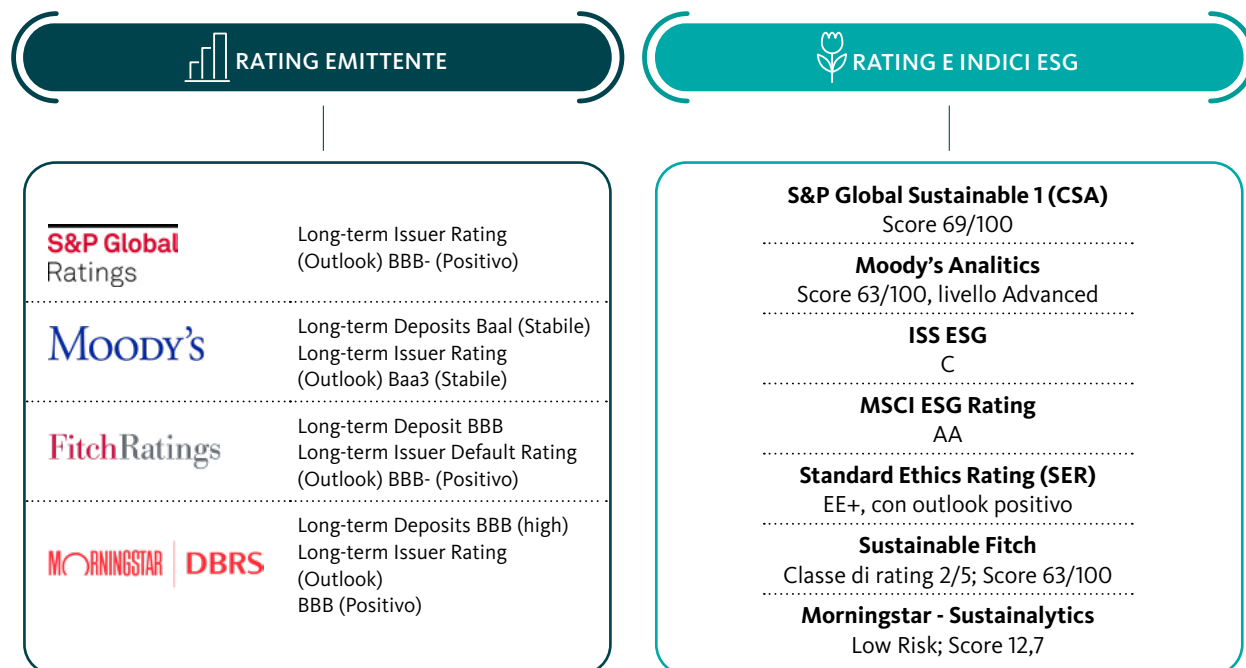 RATING EMITTENTE
S&P Global
Ratings
Long-term Issuer Rating
(Outlook) BBB- (Positivo)
MOODY'S
Long-term Deposits Baal (Stabile)
Long-term Issuer Rating
(Outlook) Baa3 (Stabile)
FitchRatings
Long-term Deposit BBB
Long-term Issuer Default Rating
(Outlook) BBB- (Positivo)
MORNINGSTAR | DBRS
Long-term Deposits BBB (high)
Long-term Issuer Rating
(Outlook)
BBB (Positivo)
RATING E INDICI ESG
S&P Global Sustainable 1 (CSA)
Score 69/100
Moody's Analitics
Score 63/100, livello Advanced
ISS ESG
C
MSCI ESG Rating
AA
Standard Ethics Rating (SER)
EE+, con outlook positivo
Sustainable Fitch
Classe di rating 2/5; Score 63/100
Morningstar - Sustainalytics
Low Risk; Score 12,7